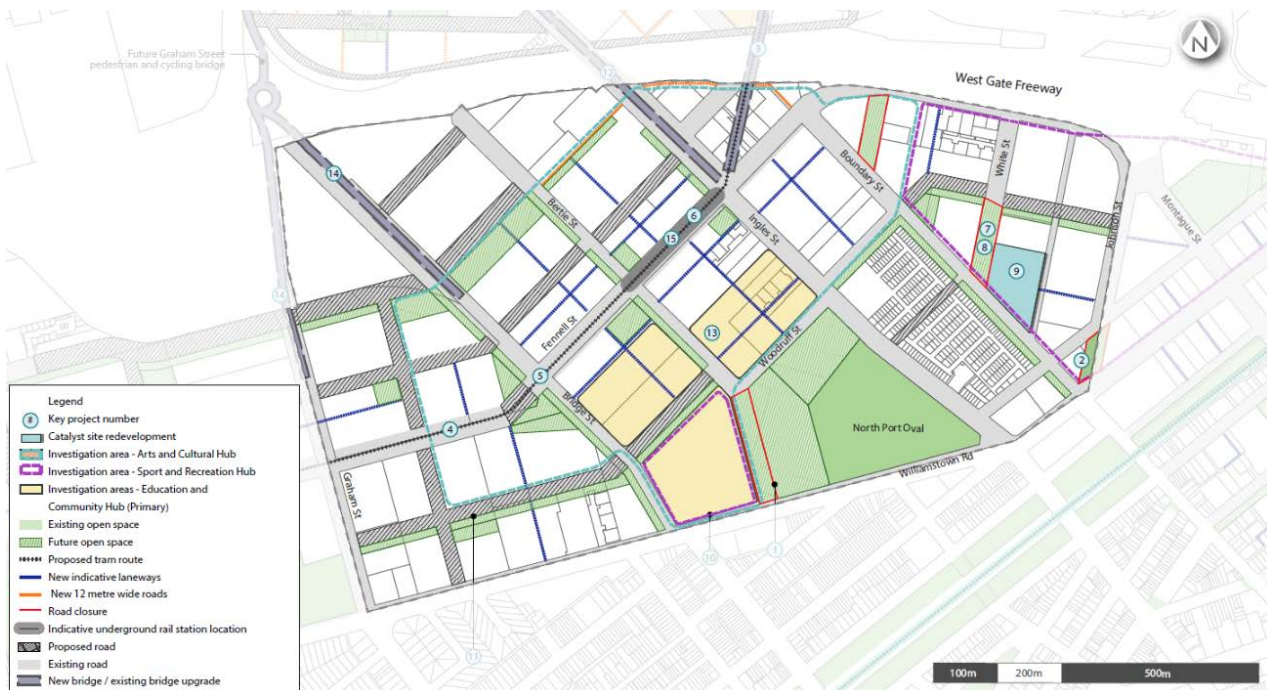 Future Graham Street
pedestrian and cycling bridge
N
3
12
West Gate Freeway
14
Boundary St
White St
Johnson St
Montague St
Bertie St
6
15
Ingles St
7
8
9
14
Fennell St
13
Woodruff St
2
5
Bridge St
4
North Port Oval
Williamstown Rd
Graham St
10
1
11
Legend
# Key project number
Catalyst site redevelopment
Investigation area - Arts and Cultural Hub
Investigation area - Sport and Recreation Hub
Investigation areas - Education and
Community Hub (Primary)
Existing open space
Future open space
Proposed tram route
New indicative laneways
New 12 metre wide roads
Road closure
Indicative underground rail station location
Proposed road
Existing road
New bridge / existing bridge upgrade
100m 200m 500m